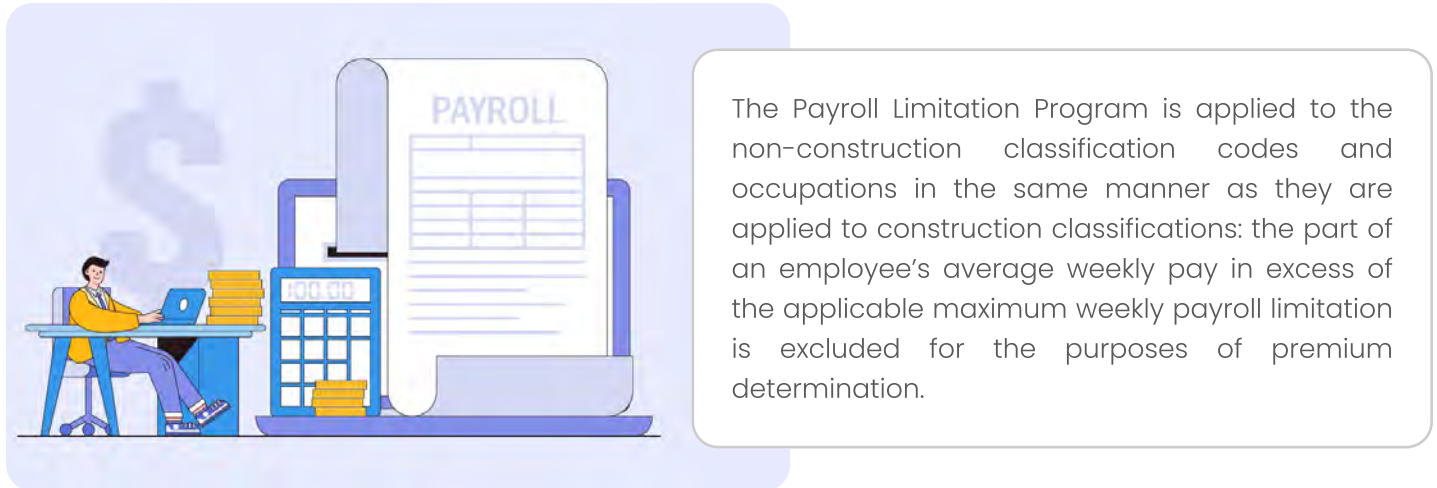 PAYROLL
100.00
The Payroll Limitation Program is applied to the
non-construction classification codes and
occupations in the same manner as they are
applied to construction classifications: the part of
an employee’s average weekly pay in excess of
the applicable maximum weekly payroll limitation
is excluded for the purposes of premium
determination.